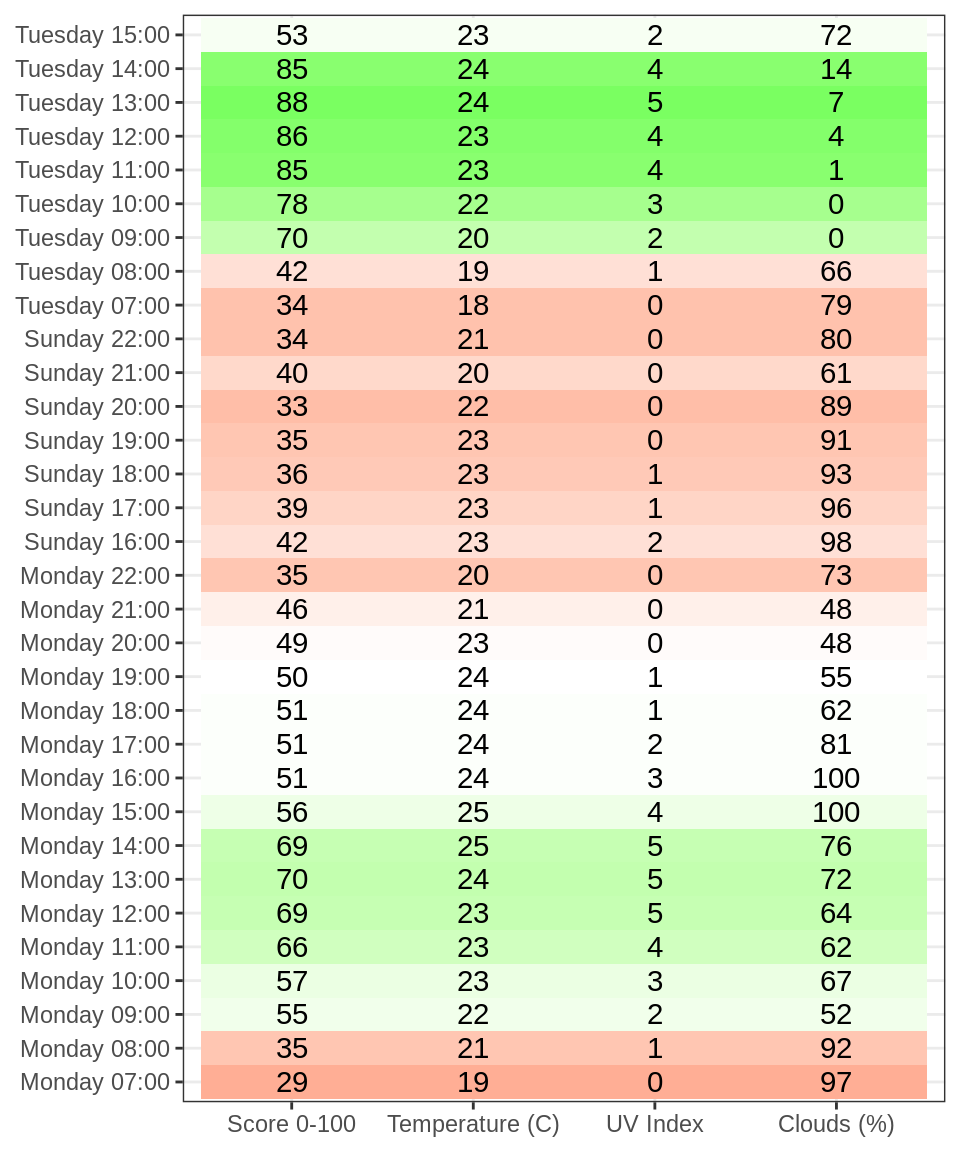 Tuesday 15:00 53 23 2 72
Tuesday 14:00 85 24 4 14
Tuesday 13:00 88 24 5 7
Tuesday 12:00 86 23 4 4
Tuesday 11:00 85 23 4 1
Tuesday 10:00 78 22 3 0
Tuesday 09:00 70 20 2 0
Tuesday 08:00 42 19 1 66
Tuesday 07:00 34 18 0 79
Sunday 22:00 34 21 0 80
Sunday 21:00 40 20 0 61
Sunday 20:00 33 22 0 89
Sunday 19:00 35 23 0 91
Sunday 18:00 36 23 1 93
Sunday 17:00 39 23 1 96
Sunday 16:00 42 23 2 98
Monday 22:00 35 20 0 73
Monday 21:00 46 21 0 48
Monday 20:00 49 23 0 48
Monday 19:00 50 24 1 55
Monday 18:00 51 24 1 62
Monday 17:00 51 24 2 81
Monday 16:00 51 24 3 100
Monday 15:00 56 25 4 100
Monday 14:00 69 25 5 76
Monday 13:00 70 24 5 72
Monday 12:00 69 23 5 64
Monday 11:00 66 23 4 62
Monday 10:00 57 23 3 67
Monday 09:00 55 22 2 52
Monday 08:00 35 21 1 92
Monday 07:00 29 19 0 97
Score 0-100 Temperature (C) UV Index Clouds (%)